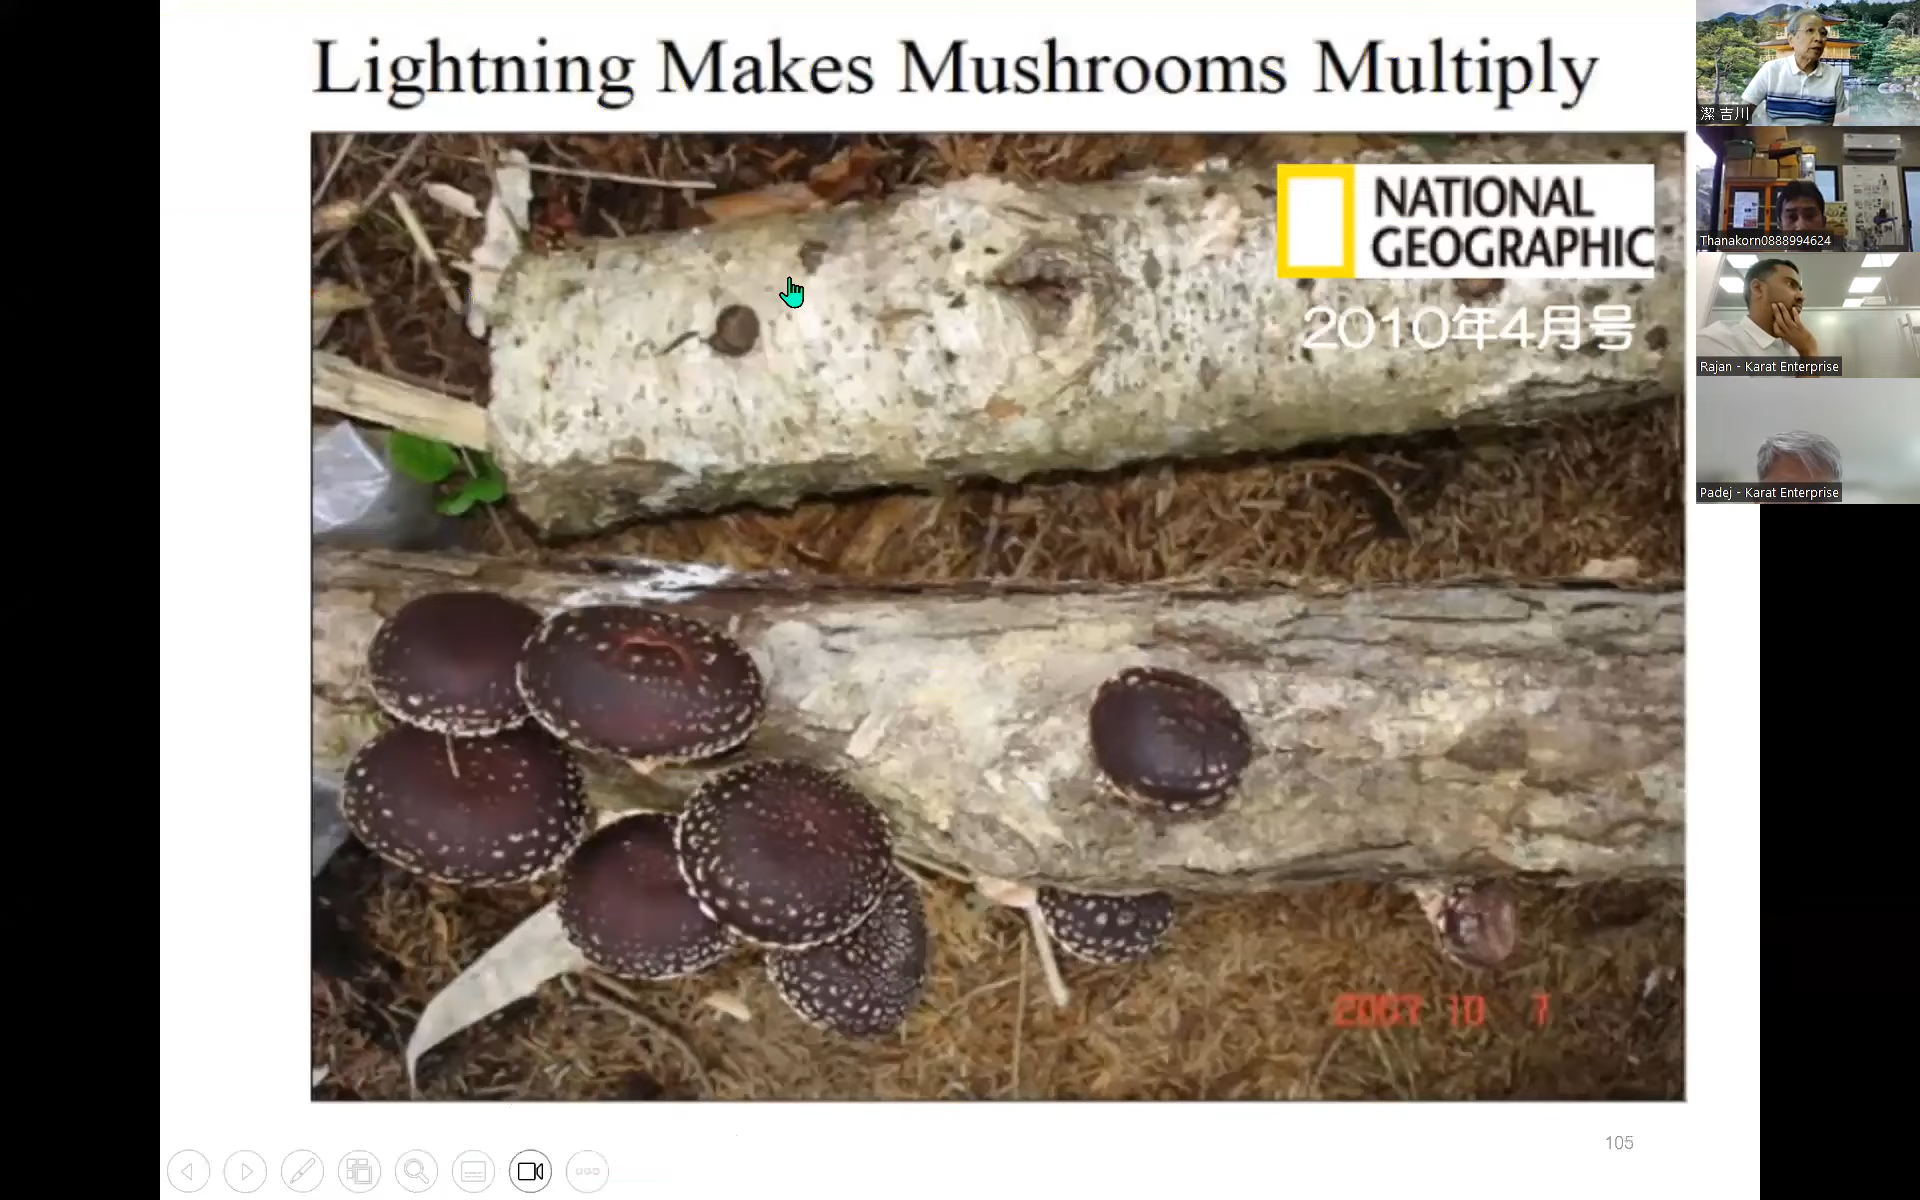 Lightning Makes Mushrooms Multiply
NATIONAL
GEOGRAPHIC
2010年4月号
2007 10 7
105
潔 吉川
Thanakorn0888994624
Rajan - Karat Enterprise
Padej - Karat Enterprise